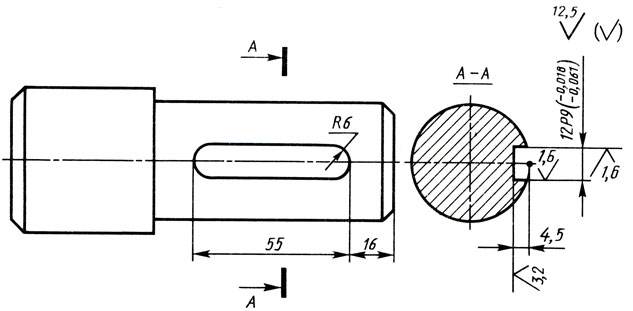 12,5 (√)
A
A–A
12P9(-0,018 -0,061)
R6
1,6
1,6
55
16
4,5
3,2
A